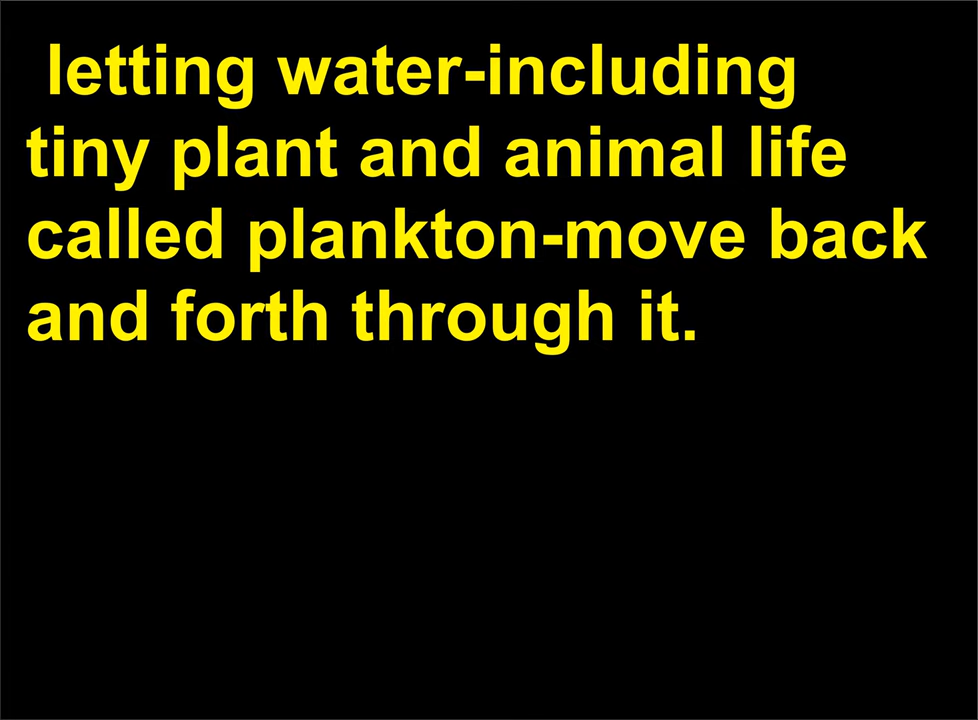 letting water-including
tiny plant and animal life
called plankton-move back
and forth through it.